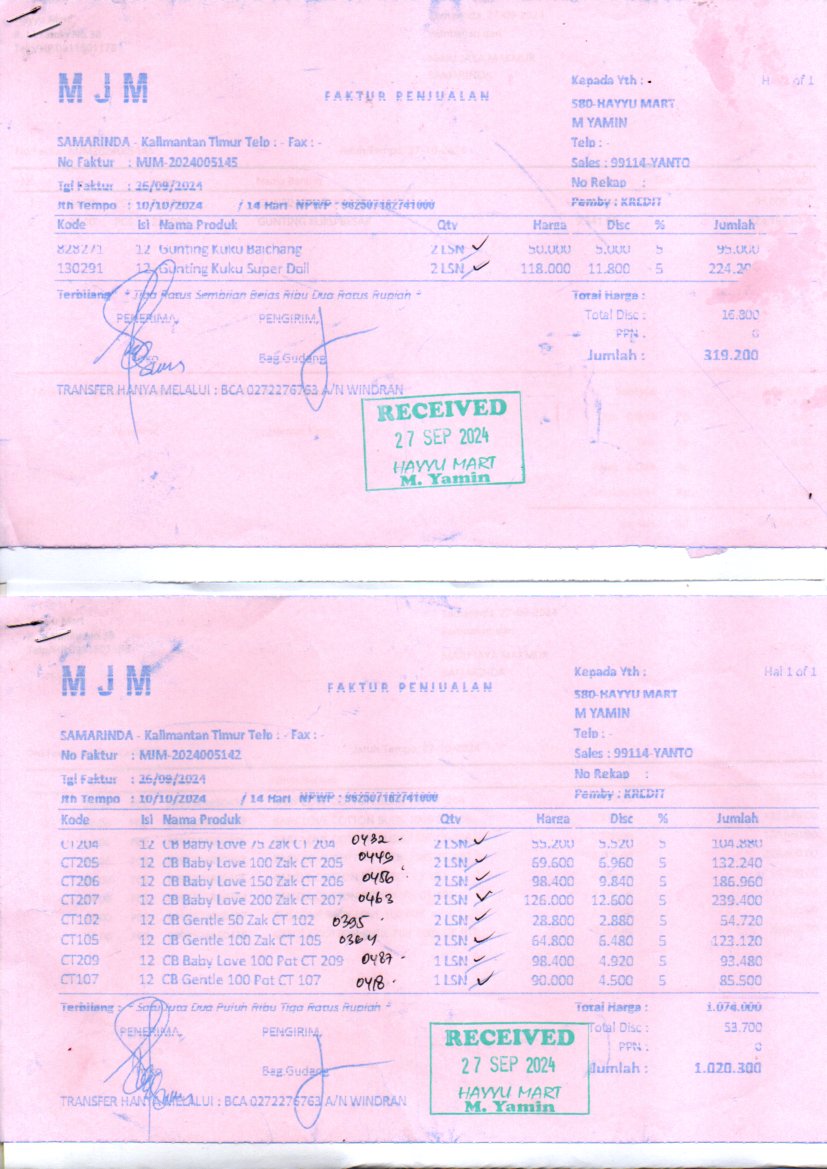 MJM
FAKTUR PENJUALAN
Kepada Yth :
of 1
580-HAYYU MART
M YAMIN
SAMARINDA - Kalimantan Timur Telp : - Fax : -
Telp : -
No Faktur : MJM-2024005145
Sales : 99114-YANTO
Tgl Faktur : 26/09/2024
No Rekap :
Jth Tempo : 10/10/2024 / 14 Hari NPWP : 962507182741000
Pemby : KREDIT
Kode Isi Nama Produk Qty Harga Disc % Jumlah
828271 12 Gunting Kuku Baichang 2 LSN 50.000 5.000 5 95.000
130291 12 Gunting Kuku Super Doll 2 LSN 118.000 11.800 5
Terbilang " Tiga Ratus Sembilan Belas Ribu Dua Ratus Rupiah "
Total Harga :
PENERIMA, PENGIRIM,
Total Disc : 16.800
PPN : 0
Toko Bag Gudang
Jumlah : 319.200
TRANSFER HANYA MELALUI : BCA 0272276763 A/N WINDRAN
RECEIVED
27 SEP 2024
HAYYU MART
M. Yamin
MJM
FAKTUR PENJUALAN
Kepada Yth :
Hal 1 of 1
580-HAYYU MART
M YAMIN
SAMARINDA - Kalimantan Timur Telp : - Fax : -
Telp : -
No Faktur : MJM-2024005142
Sales : 99114-YANTO
Tgl Faktur : 26/09/2024
No Rekap :
Jth Tempo : 10/10/2024 / 14 Hari NPWP : 962507182741000
Pemby : KREDIT
Kode Isi Nama Produk Qty Harga Disc % Jumlah
CT204 12 CB Baby Love 75 Zak CT 204 0432 2 LSN 55.200 5.520 5 104.880
CT205 12 CB Baby Love 100 Zak CT 205 0449 2 LSN 69.600 6.960 5 132.240
CT206 12 CB Baby Love 150 Zak CT 206 0456 2 LSN 98.400 9.840 5 186.960
CT207 12 CB Baby Love 200 Zak CT 207 0463 2 LSN 126.000 12.600 5 239.400
CT102 12 CB Gentle 50 Zak CT 102 0395 2 LSN 28.800 2.880 5 54.720
CT105 12 CB Gentle 100 Zak CT 105 0364 2 LSN 64.800 6.480 5 123.120
CT209 12 CB Baby Love 100 Pot CT 209 0487 1 LSN 98.400 4.920 5 93.480
CT107 12 CB Gentle 100 Pot CT 107 0418 1 LSN 90.000 4.500 5 85.500
Terbilang : " Satu Juta Dua Puluh Ribu Tiga Ratus Rupiah "
Total Harga : 1.074.000
PENERIMA, PENGIRIM,
Total Disc : 53.700
PPN : 0
Bag Gudang
Jumlah : 1.020.300
TRANSFER HANYA MELALUI : BCA 0272276763 A/N WINDRAN
RECEIVED
27 SEP 2024
HAYYU MART
M. Yamin